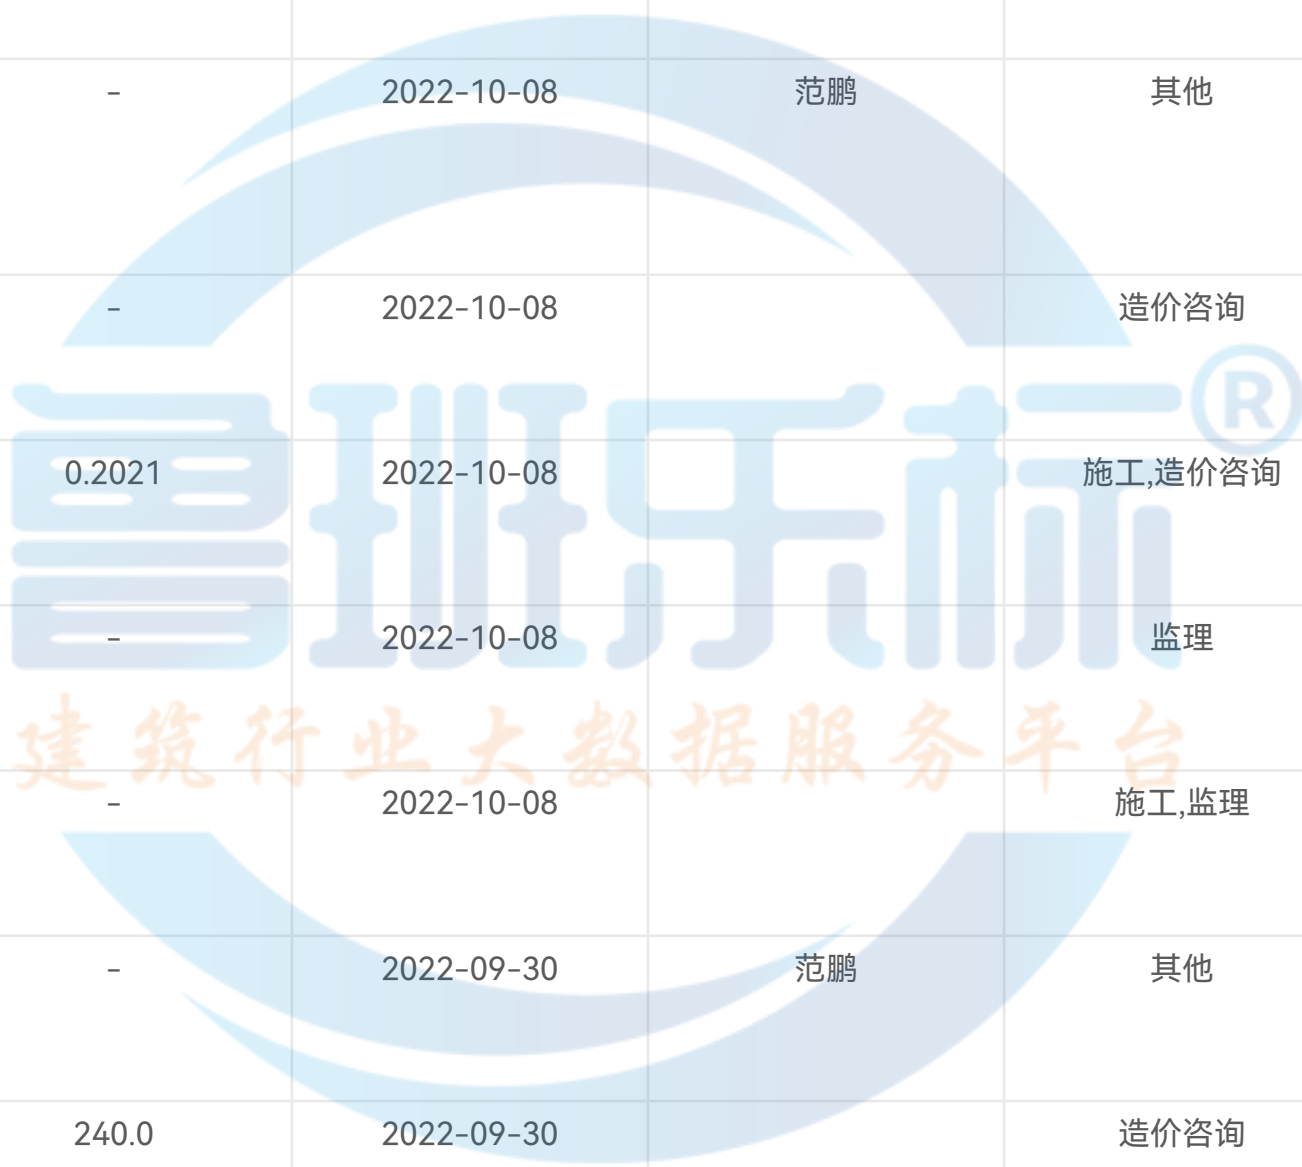 - 2022-10-08 范鹏 其他
- 2022-10-08 造价咨询
鲁班乐标®
0.2021 2022-10-08 施工,造价咨询
- 2022-10-08 监理
建筑行业大数据服务平台
- 2022-10-08 施工,监理
- 2022-09-30 范鹏 其他
240.0 2022-09-30 造价咨询